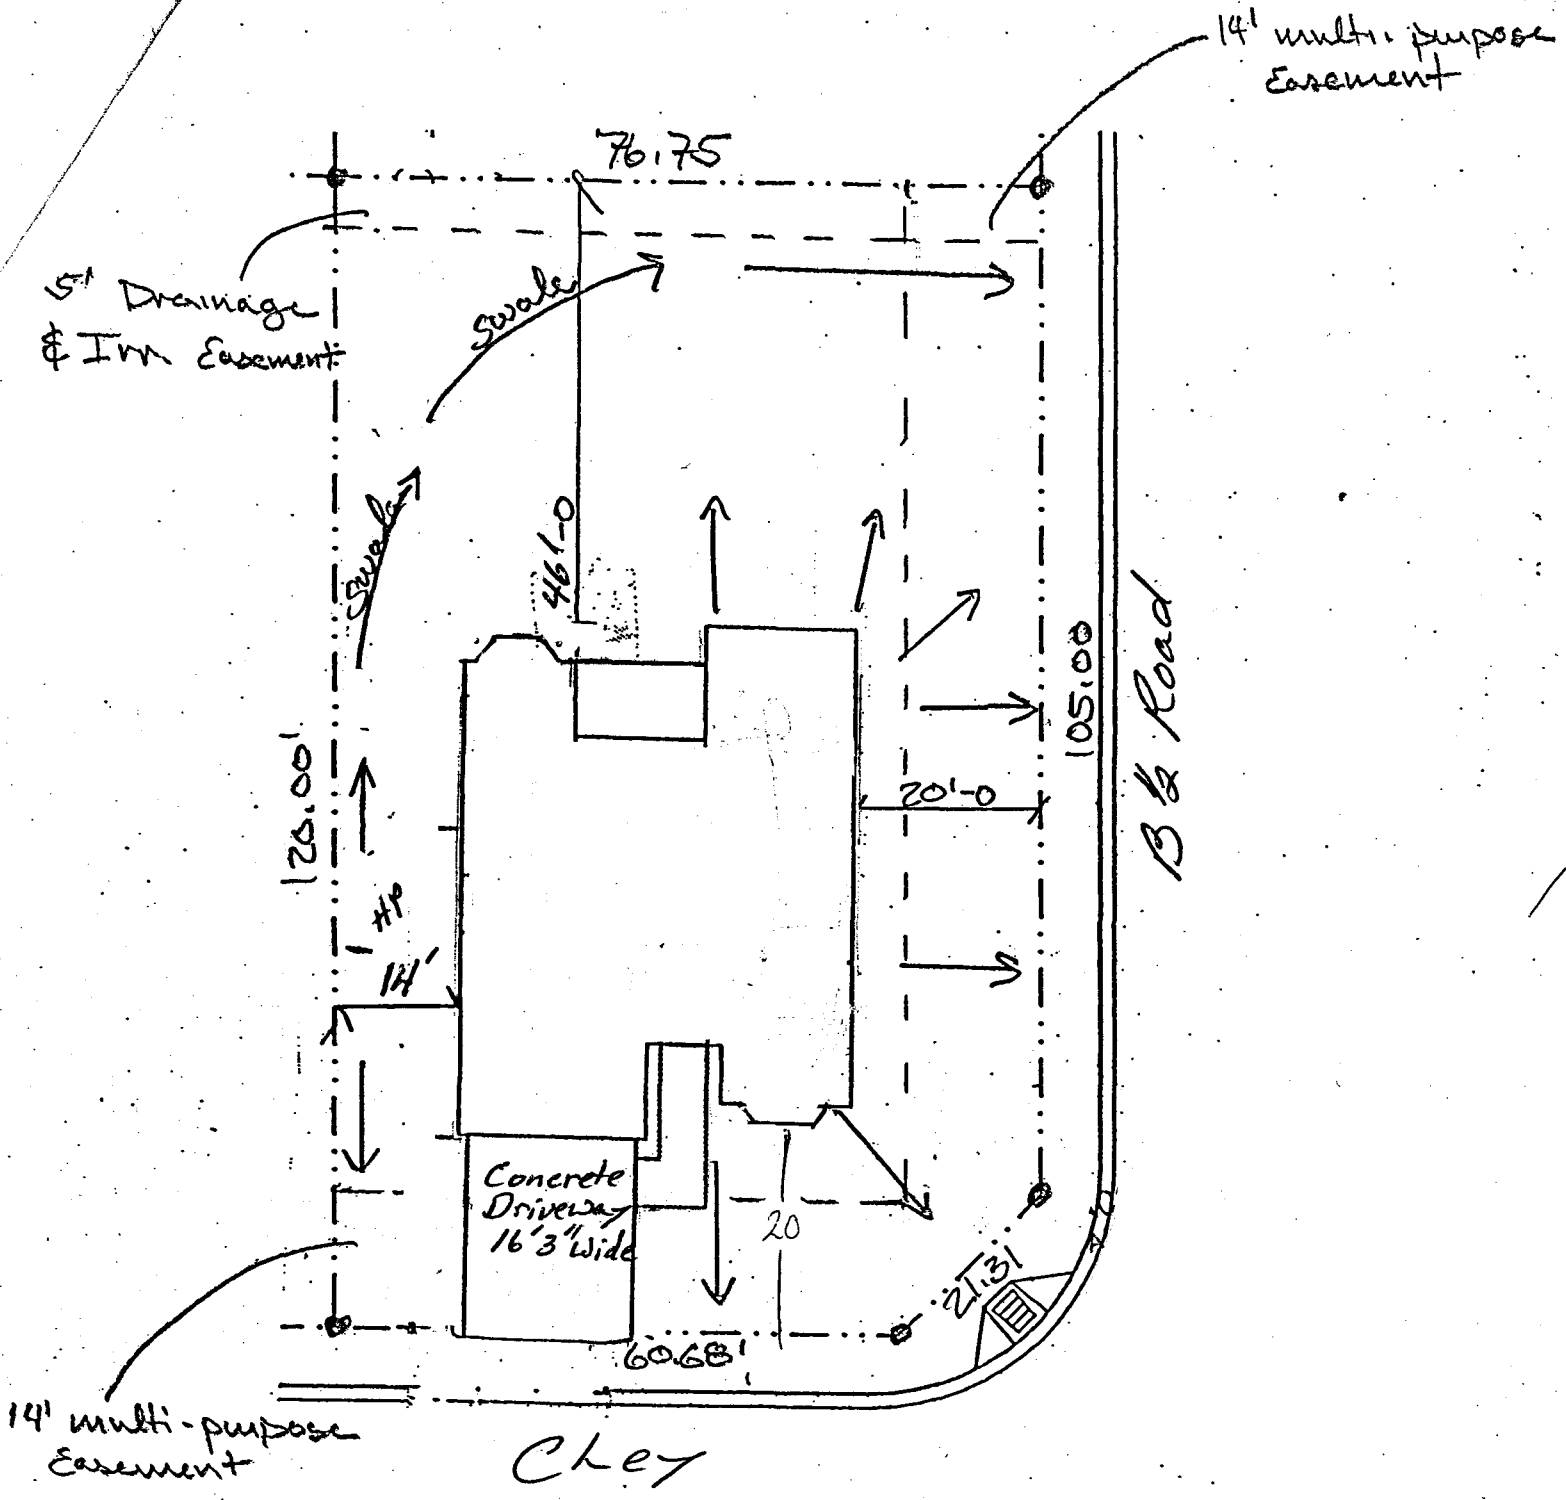 14' multi-purpose
Easement
76.75
5' Drainage
& Irr Easement
Swale
Swale
46'-0
105.00
B ½ Road
120.00'
20'-0
HP
14'
Concrete
Driveway
16'3" Wide
20
21.31
60.68'
14' multi-purpose
Easement
Chey